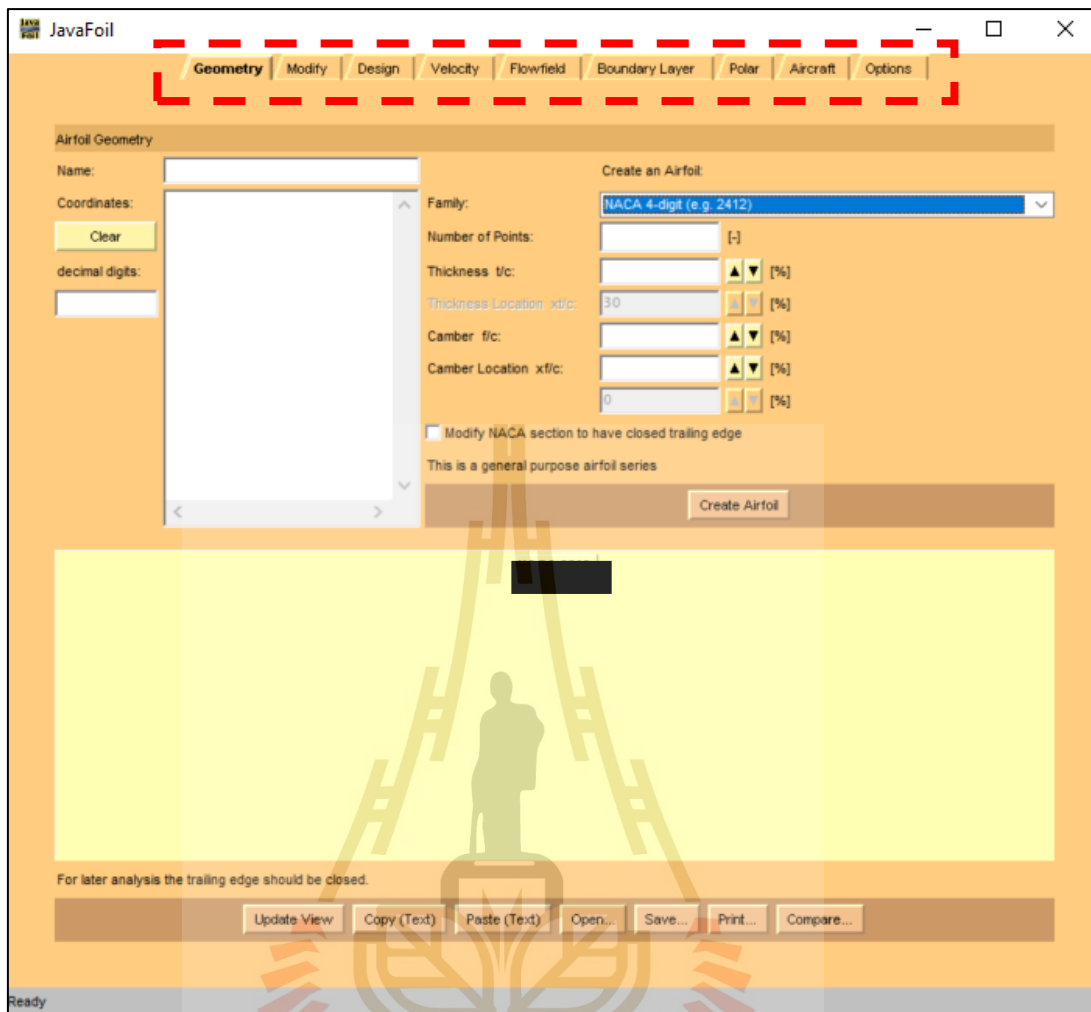 JavaFoil
Geometry Modify Design Velocity Flowfield Boundary Layer Polar Aircraft Options
Airfoil Geometry
Name:
Create an Airfoil:
Coordinates:
Family:
NACA 4-digit (e.g. 2412)
Clear
Number of Points:
[-]
decimal digits:
Thickness t/c:
[%]
Thickness Location xt/c:
30
[%]
Camber f/c:
[%]
Camber Location xf/c:
[%]
0
[%]
Modify NACA section to have closed trailing edge
This is a general purpose airfoil series
Create Airfoil
For later analysis the trailing edge should be closed.
Update View Copy (Text) Paste (Text) Open... Save... Print... Compare...
Ready